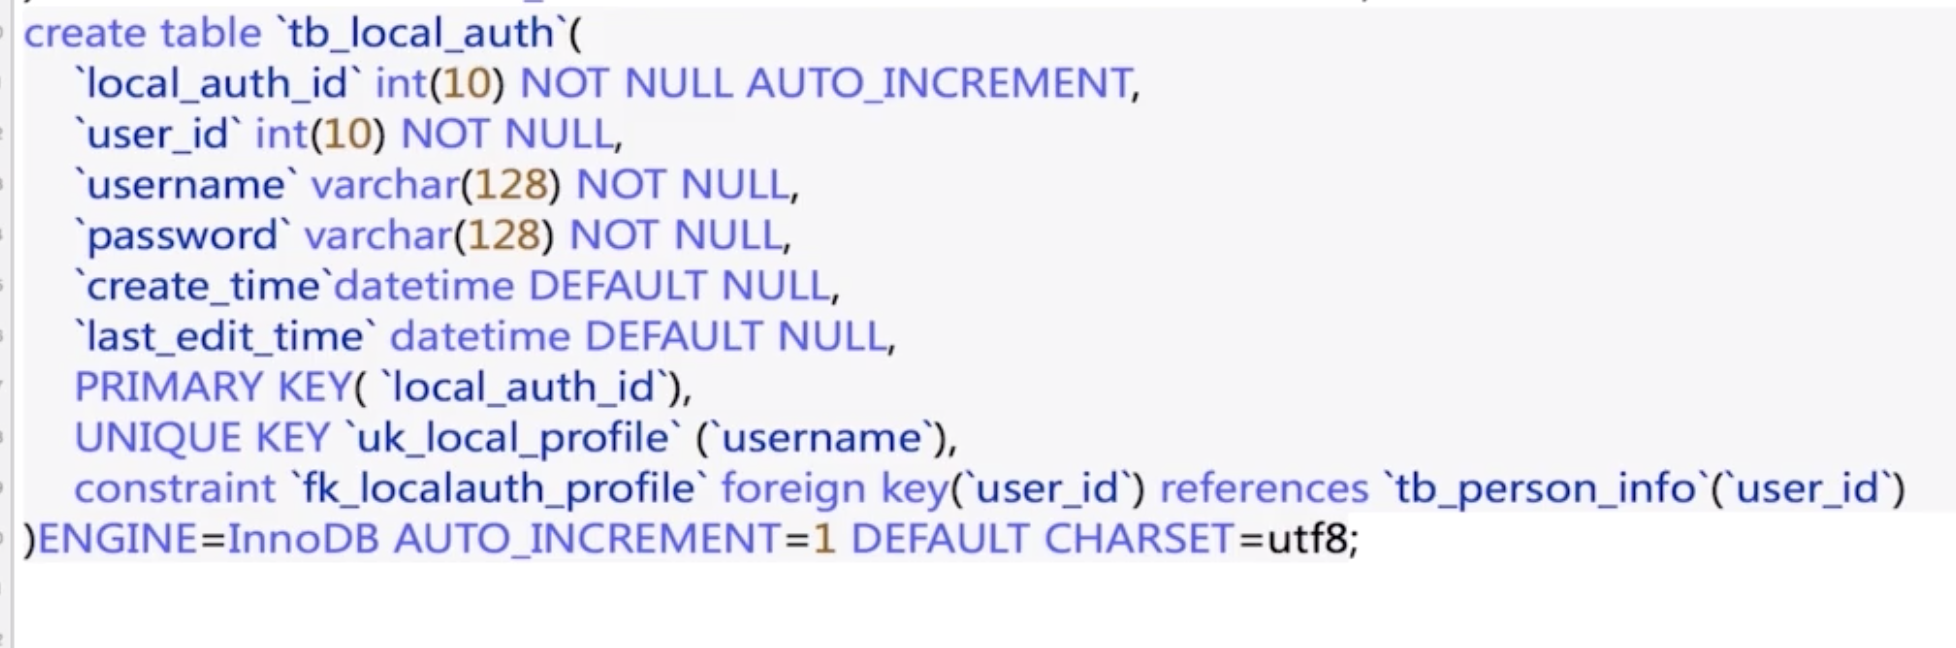 create table `tb_local_auth`(
`local_auth_id` int(10) NOT NULL AUTO_INCREMENT,
`user_id` int(10) NOT NULL,
`username` varchar(128) NOT NULL,
`password` varchar(128) NOT NULL,
`create_time`datetime DEFAULT NULL,
`last_edit_time` datetime DEFAULT NULL,
PRIMARY KEY( `local_auth_id`),
UNIQUE KEY `uk_local_profile` (`username`),
constraint `fk_localauth_profile` foreign key(`user_id`) references `tb_person_info`(`user_id`)
)ENGINE=InnoDB AUTO_INCREMENT=1 DEFAULT CHARSET=utf8;